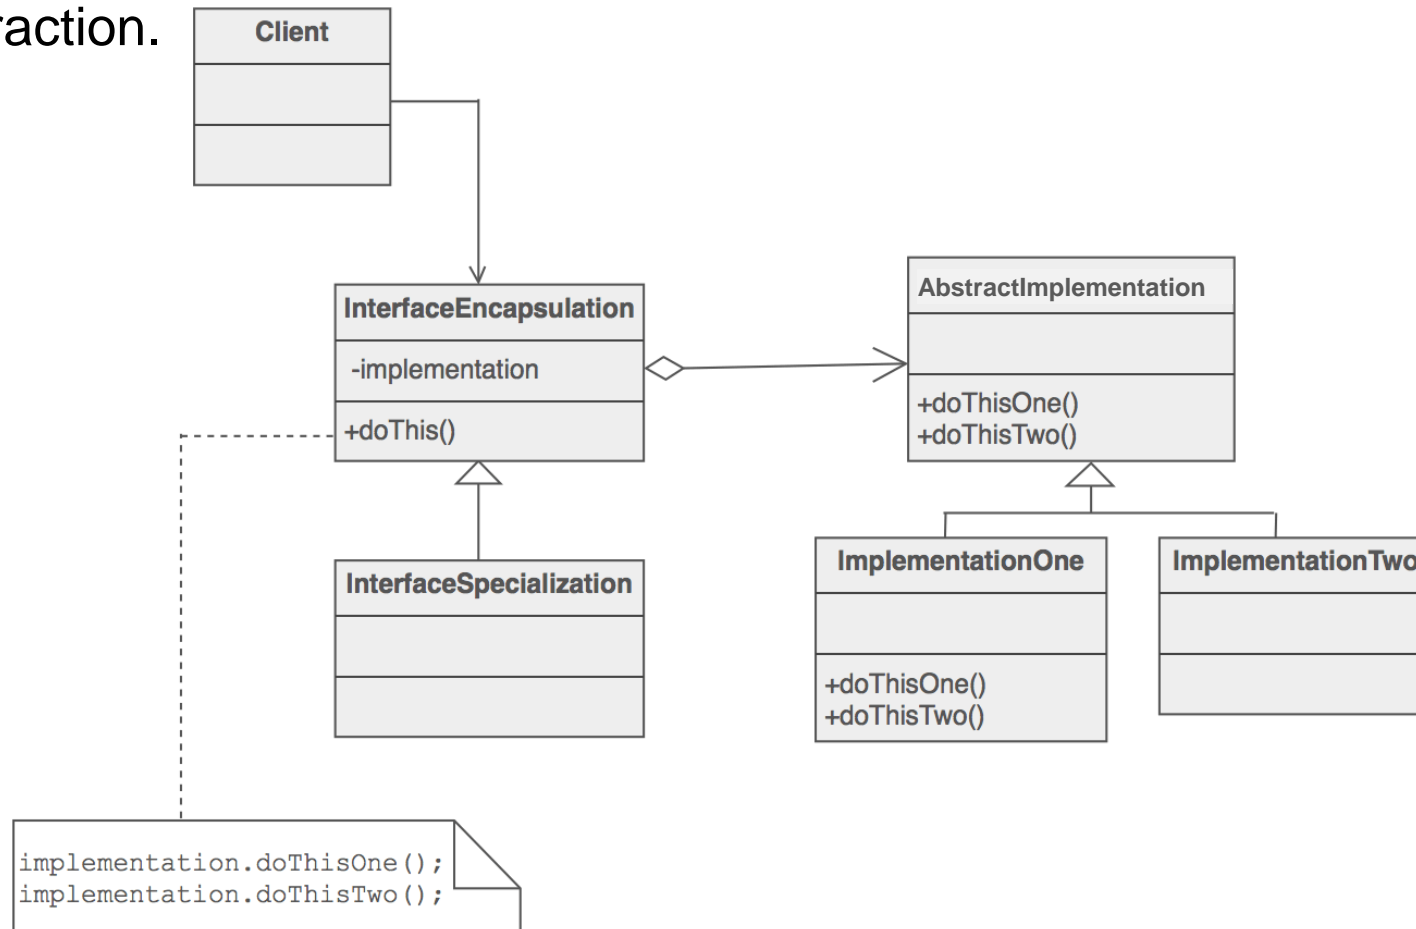 raction.
Client
InterfaceEncapsulation
-implementation
+doThis()
AbstractImplementation
+doThisOne()
+doThisTwo()
InterfaceSpecialization
ImplementationOne
+doThisOne()
+doThisTwo()
ImplementationTwo
implementation.doThisOne();
implementation.doThisTwo();